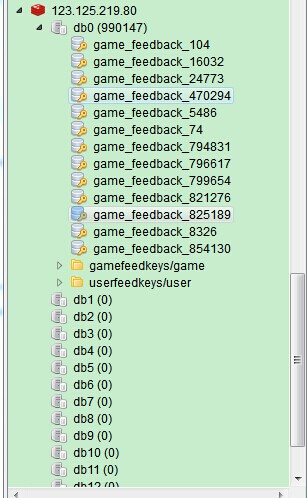 123.125.219.80
db0 (990147)
game_feedback_104
game_feedback_16032
game_feedback_24773
game_feedback_470294
game_feedback_5486
game_feedback_74
game_feedback_794831
game_feedback_796617
game_feedback_799654
game_feedback_821276
game_feedback_825189
game_feedback_8326
game_feedback_854130
gamefeedkeys/game
userfeedkeys/user
db1 (0)
db2 (0)
db3 (0)
db4 (0)
db5 (0)
db6 (0)
db7 (0)
db8 (0)
db9 (0)
db10 (0)
db11 (0)
db12 (0)